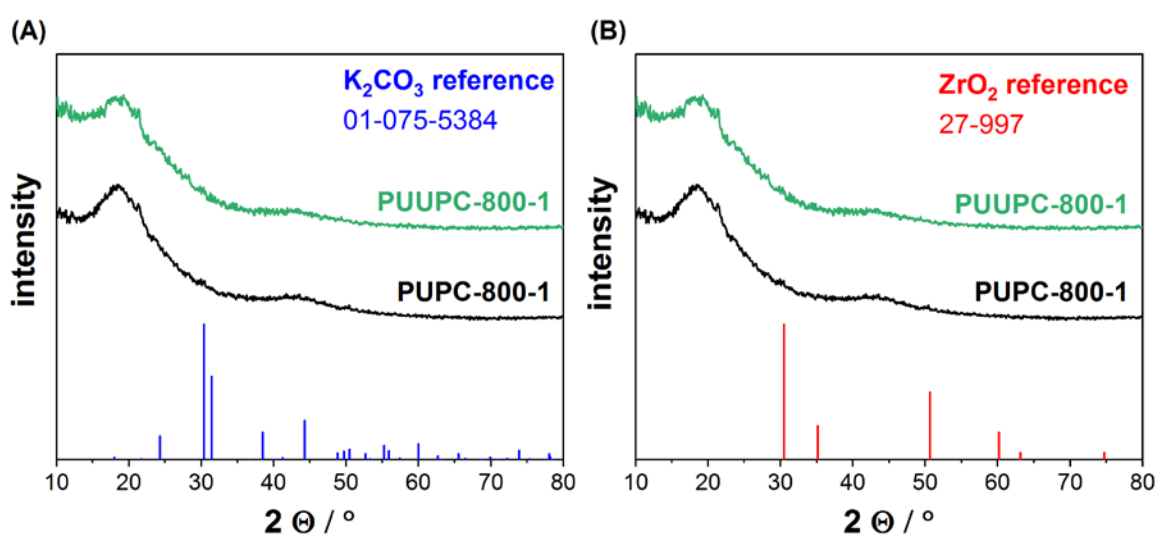 (A)
K₂CO₃ reference
01-075-5384
PUUPC-800-1
PUPC-800-1
intensity
10 20 30 40 50 60 70 80
2 Θ / °
(B)
ZrO₂ reference
27-997
PUUPC-800-1
PUPC-800-1
intensity
10 20 30 40 50 60 70 80
2 Θ / °